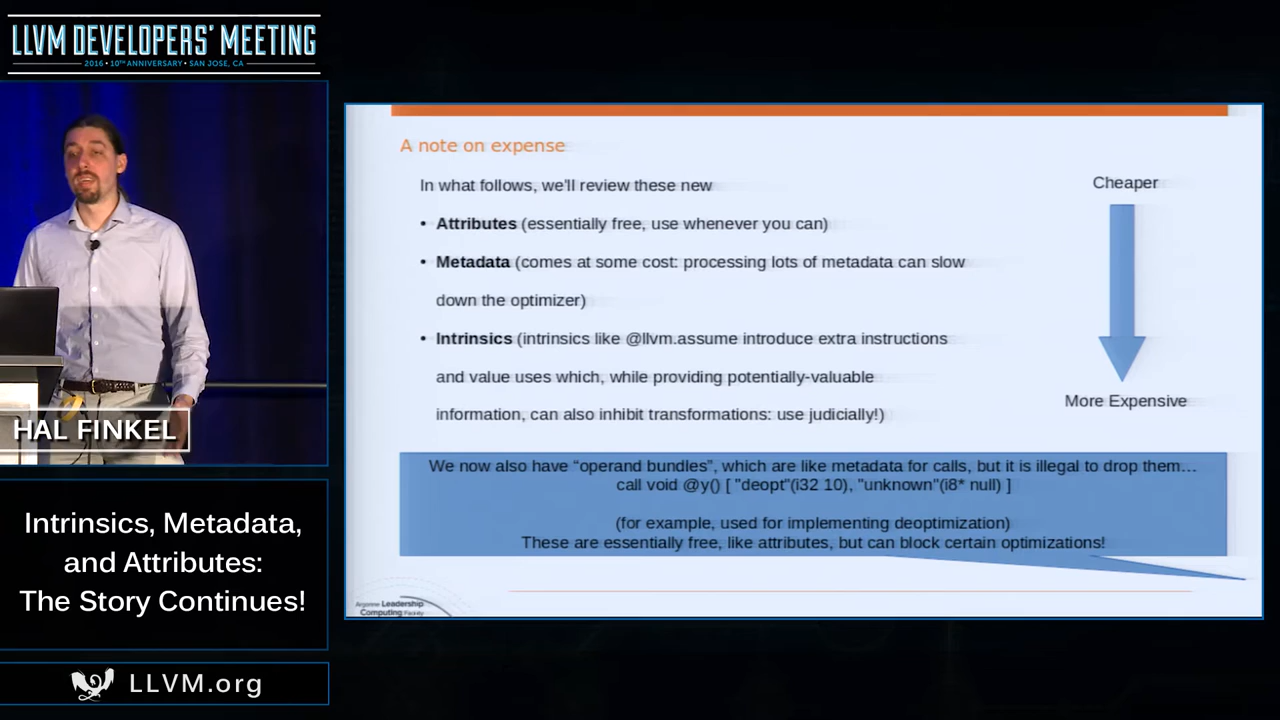 LLVM DEVELOPERS' MEETING
2016 • 10TH ANNIVERSARY • SAN JOSE, CA
HAL FINKEL
Intrinsics, Metadata,
and Attributes:
The Story Continues!
LLVM.org
A note on expense
In what follows, we'll review these new
• Attributes (essentially free, use whenever you can)
• Metadata (comes at some cost: processing lots of metadata can slow
down the optimizer)
• Intrinsics (intrinsics like @llvm.assume introduce extra instructions
and value uses which, while providing potentially-valuable
information, can also inhibit transformations: use judicially!)
Cheaper
More Expensive
We now also have “operand bundles”, which are like metadata for calls, but it is illegal to drop them…
call void @y() [ "deopt"(i32 10), "unknown"(i8* null) ]
(for example, used for implementing deoptimization)
These are essentially free, like attributes, but can block certain optimizations!
Argonne Leadership
Computing Facility